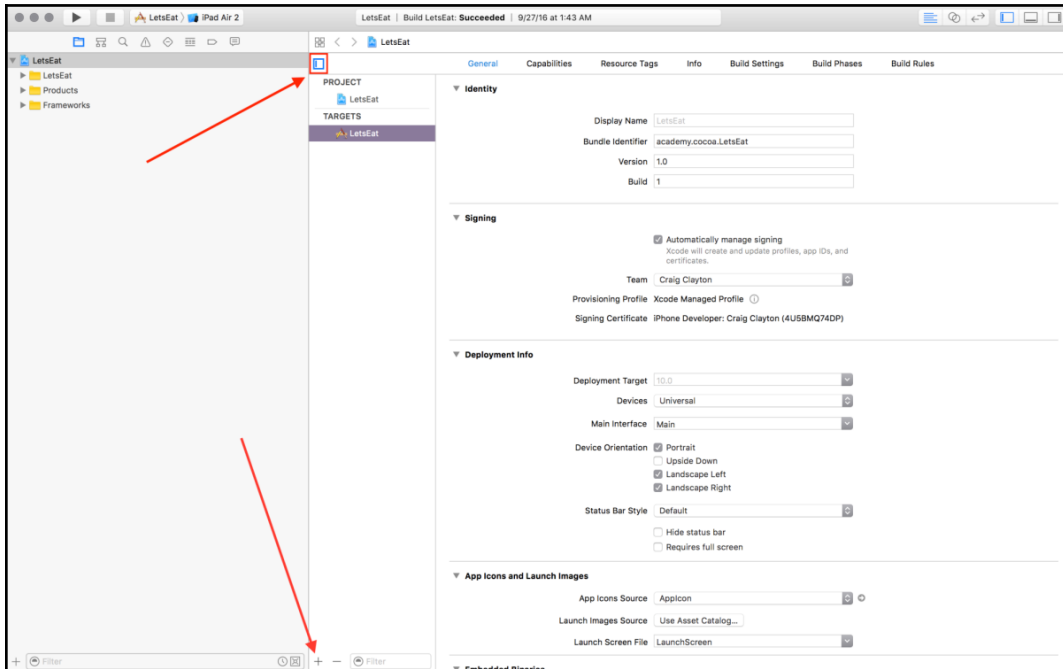 LetsEat iPad Air 2 LetsEat | Build LetsEat: Succeeded | 9/27/16 at 1:43 AM
LetsEat
LetsEat
General Capabilities Resource Tags Info Build Settings Build Phases Build Rules
LetsEat
Products
Frameworks
PROJECT
LetsEat
TARGETS
LetsEat
Identity
Display Name LetsEat
Bundle Identifier academy.cocoa.LetsEat
Version 1.0
Build 1
Signing
Automatically manage signing
Xcode will create and update profiles, app IDs, and
certificates.
Team Craig Clayton
Provisioning Profile Xcode Managed Profile
Signing Certificate iPhone Developer: Craig Clayton (4U5BMQ74DP)
Deployment Info
Deployment Target 10.0
Devices Universal
Main Interface Main
Device Orientation Portrait
Upside Down
Landscape Left
Landscape Right
Status Bar Style Default
Hide status bar
Requires full screen
App Icons and Launch Images
App Icons Source AppIcon
Launch Images Source Use Asset Catalog...
Launch Screen File LaunchScreen
Embedded Binaries
Filter
Filter